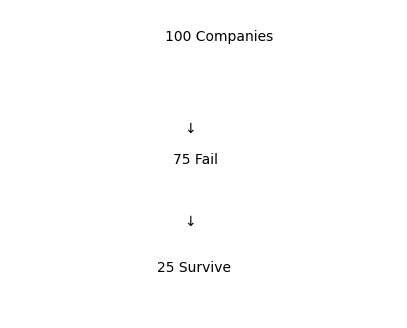 100 Companies
↓
75 Fail
↓
25 Survive